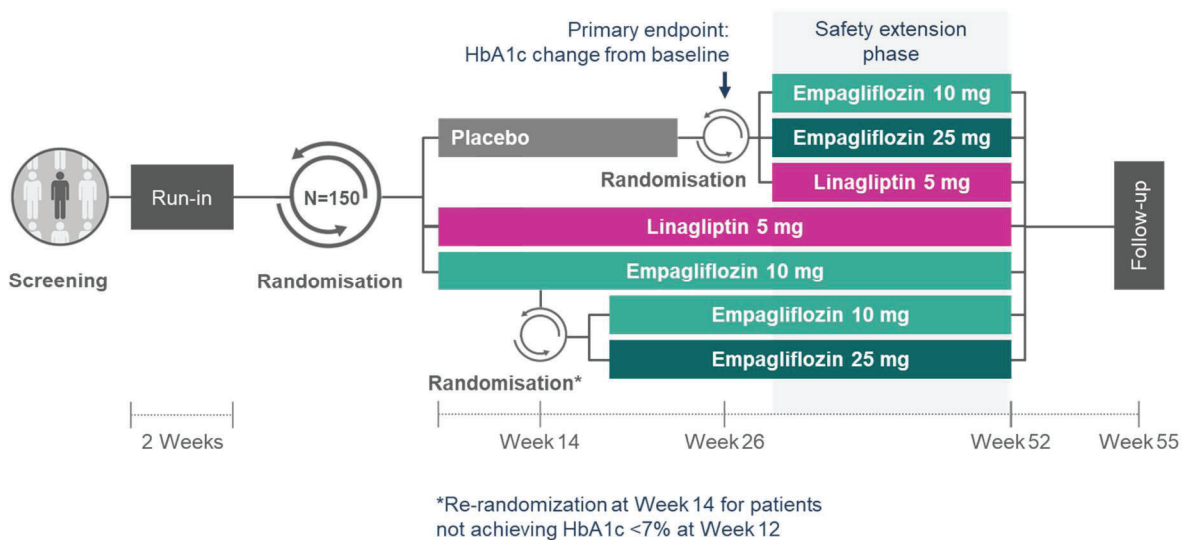 Primary endpoint:
HbA1c change from baseline
Safety extension
phase
Empagliflozin 10 mg
Placebo
Empagliflozin 25 mg
Randomisation
Linagliptin 5 mg
Run-in
N=150
Linagliptin 5 mg
Follow-up
Screening
Randomisation
Empagliflozin 10 mg
Empagliflozin 10 mg
Empagliflozin 25 mg
Randomisation*
2 Weeks
Week 14
Week 26
Week 52
Week 55
*Re-randomization at Week 14 for patients
not achieving HbA1c <7% at Week 12